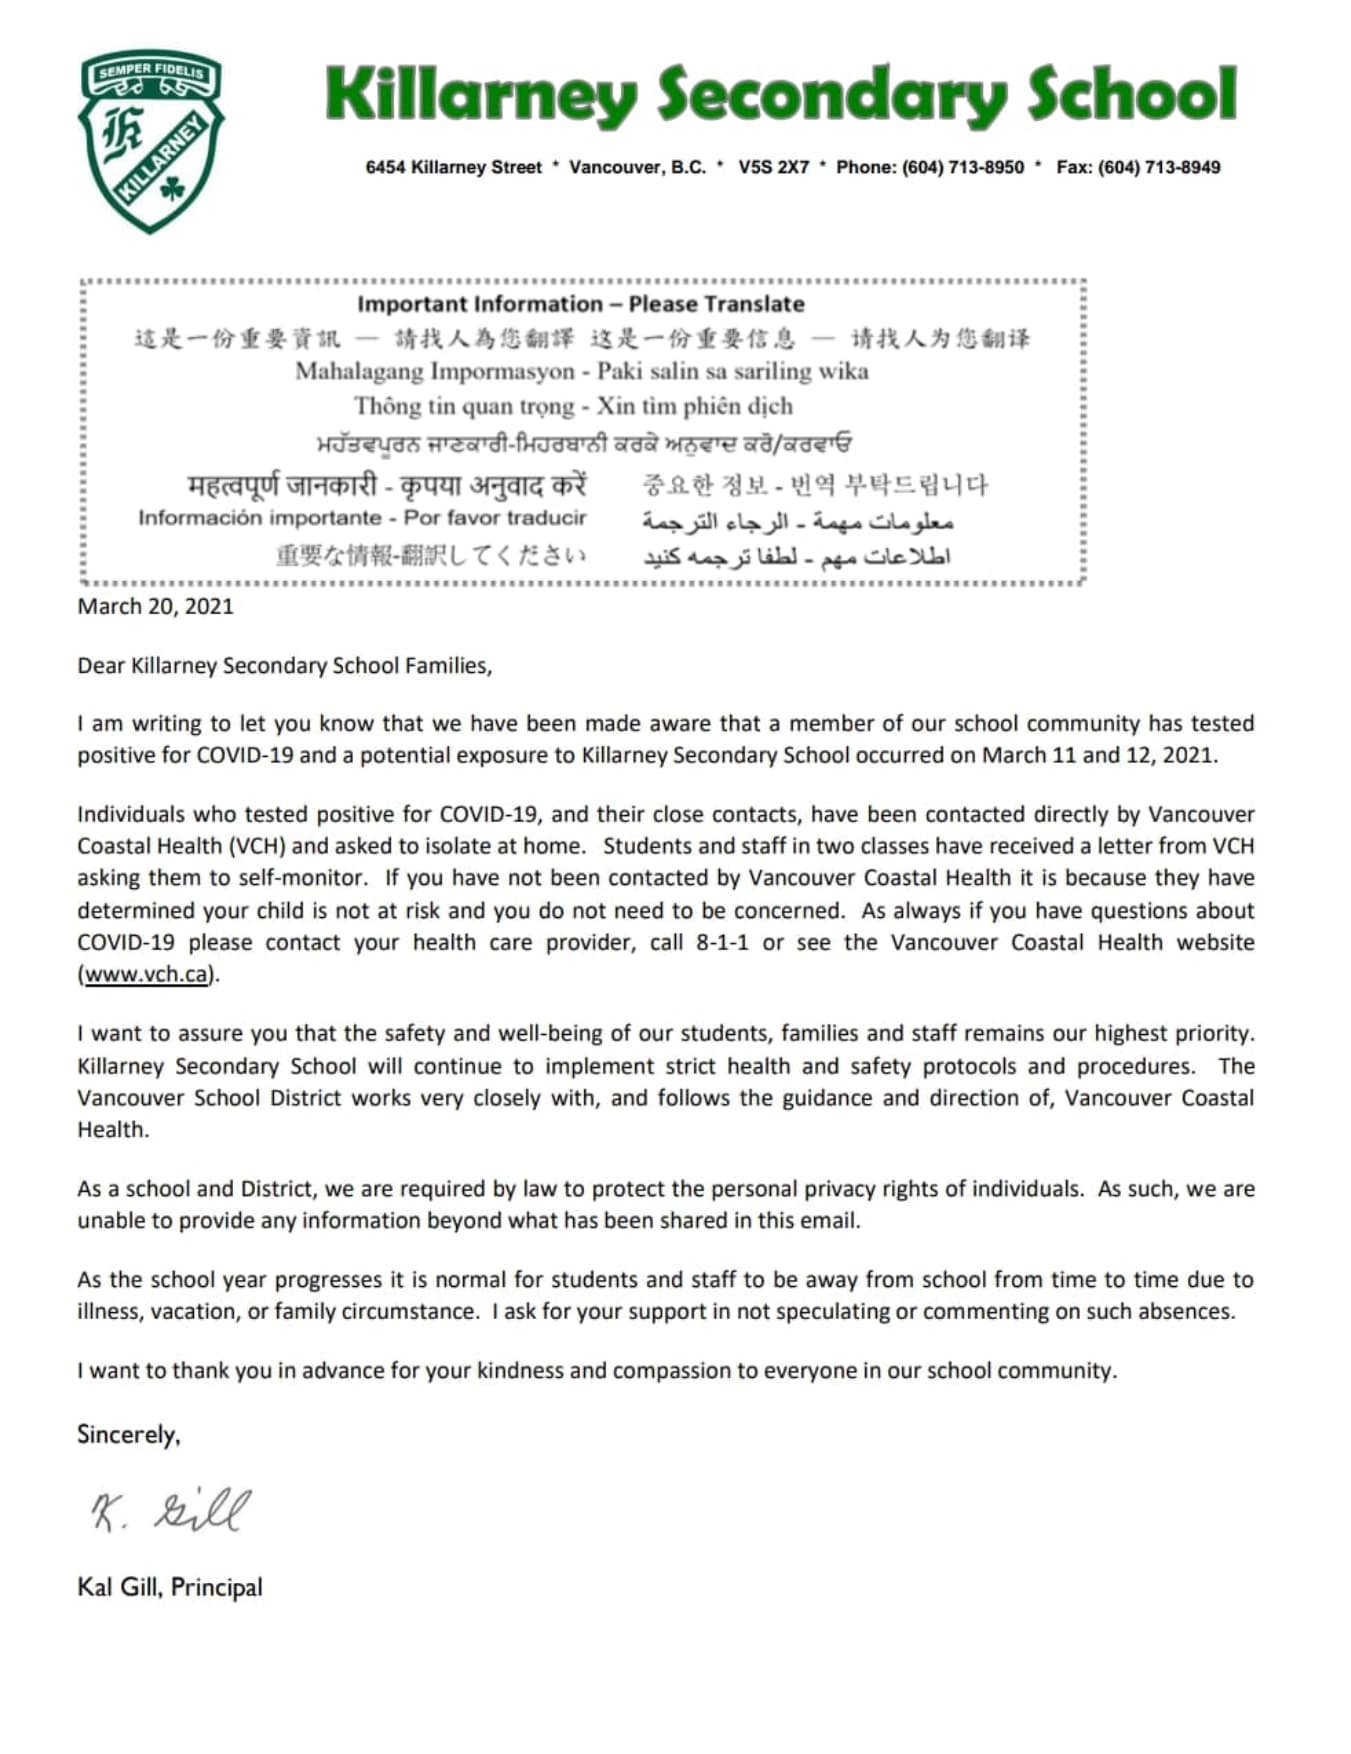 SEMPER FIDELIS
K
KILLARNEY
Killarney Secondary School
6454 Killarney Street * Vancouver, B.C. * V5S 2X7 * Phone: (604) 713-8950 * Fax: (604) 713-8949
Important Information – Please Translate
這是一份重要資訊 — 請找人為您翻譯 这是一份重要信息 — 请找人为您翻译
Mahalagang Impormasyon - Paki salin sa sariling wika
Thông tin quan trọng - Xin tìm phiên dịch
ਮਹੱਤਵਪੂਰਨ ਜਾਣਕਾਰੀ-ਮਿਹਰਬਾਨੀ ਕਰਕੇ ਅਨੁਵਾਦ ਕਰੋ/ਕਰਵਾਓ
महत्वपूर्ण जानकारी - कृपया अनुवाद करें 중요한 정보 - 번역 부탁드립니다
Información importante - Por favor traducir معلومات مهمة - الرجاء الترجمة
重要な情報-翻訳してください اطلاعات مهم - لطفا ترجمه کنید
March 20, 2021
Dear Killarney Secondary School Families,
I am writing to let you know that we have been made aware that a member of our school community has tested
positive for COVID-19 and a potential exposure to Killarney Secondary School occurred on March 11 and 12, 2021.
Individuals who tested positive for COVID-19, and their close contacts, have been contacted directly by Vancouver
Coastal Health (VCH) and asked to isolate at home. Students and staff in two classes have received a letter from VCH
asking them to self-monitor. If you have not been contacted by Vancouver Coastal Health it is because they have
determined your child is not at risk and you do not need to be concerned. As always if you have questions about
COVID-19 please contact your health care provider, call 8-1-1 or see the Vancouver Coastal Health website
(www.vch.ca).
I want to assure you that the safety and well-being of our students, families and staff remains our highest priority.
Killarney Secondary School will continue to implement strict health and safety protocols and procedures. The
Vancouver School District works very closely with, and follows the guidance and direction of, Vancouver Coastal
Health.
As a school and District, we are required by law to protect the personal privacy rights of individuals. As such, we are
unable to provide any information beyond what has been shared in this email.
As the school year progresses it is normal for students and staff to be away from school from time to time due to
illness, vacation, or family circumstance. I ask for your support in not speculating or commenting on such absences.
I want to thank you in advance for your kindness and compassion to everyone in our school community.
Sincerely,
K. Gill
Kal Gill, Principal